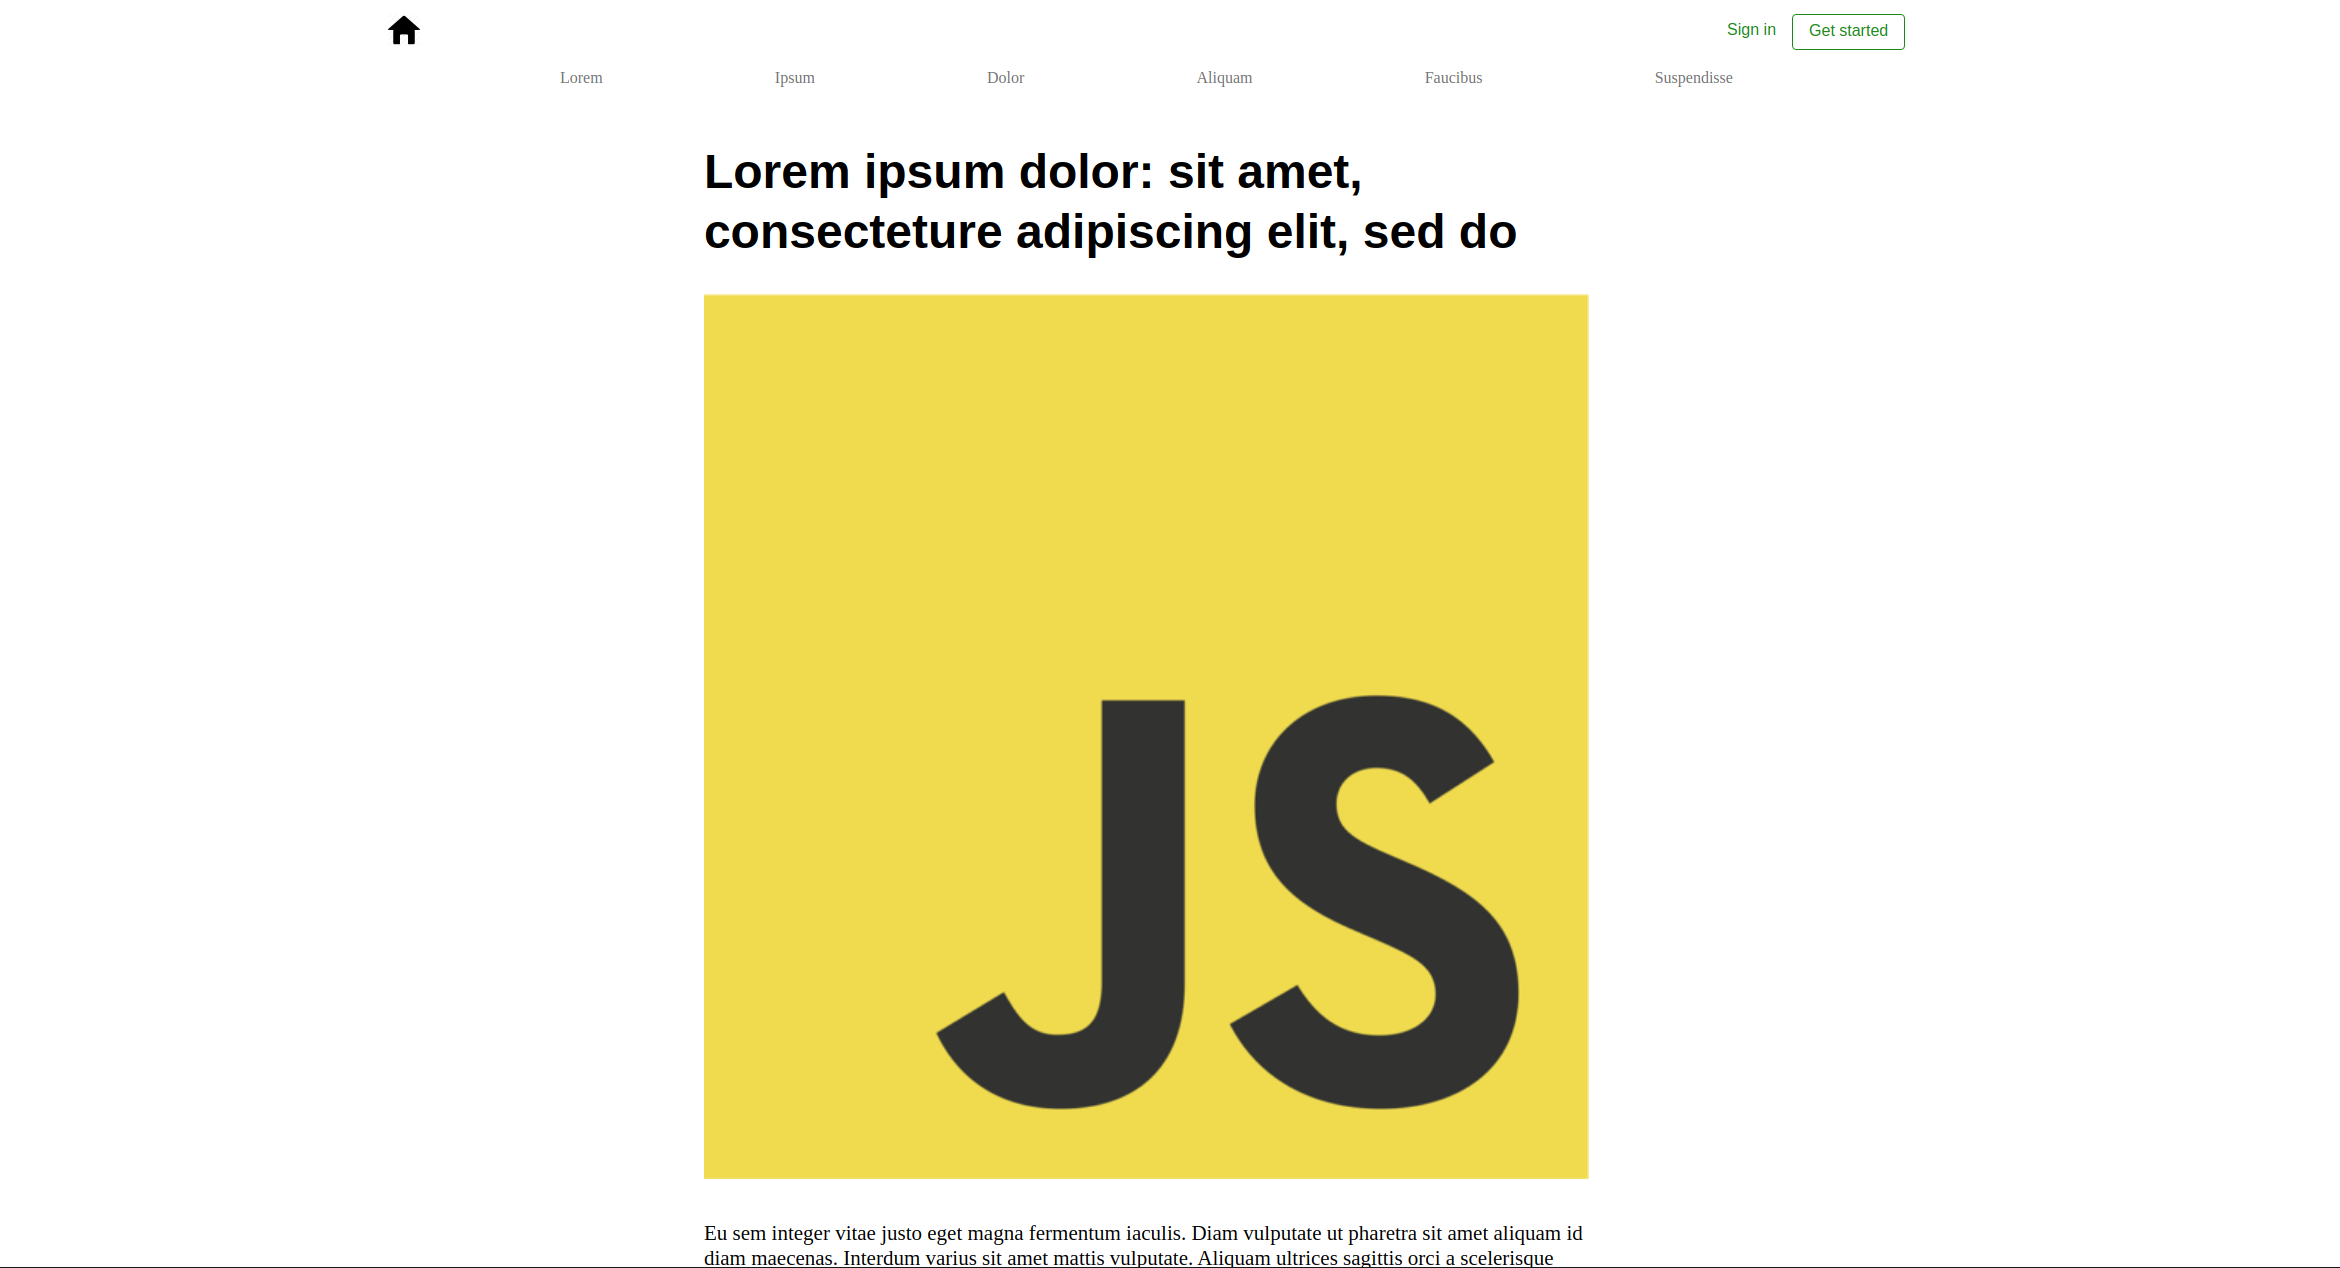 Sign in
Get started
Lorem
Ipsum
Dolor
Aliquam
Faucibus
Suspendisse
Lorem ipsum dolor: sit amet,
consecteture adipiscing elit, sed do
JS
Eu sem integer vitae justo eget magna fermentum iaculis. Diam vulputate ut pharetra sit amet aliquam id
diam maecenas. Interdum varius sit amet mattis vulputate. Aliquam ultrices sagittis orci a scelerisque